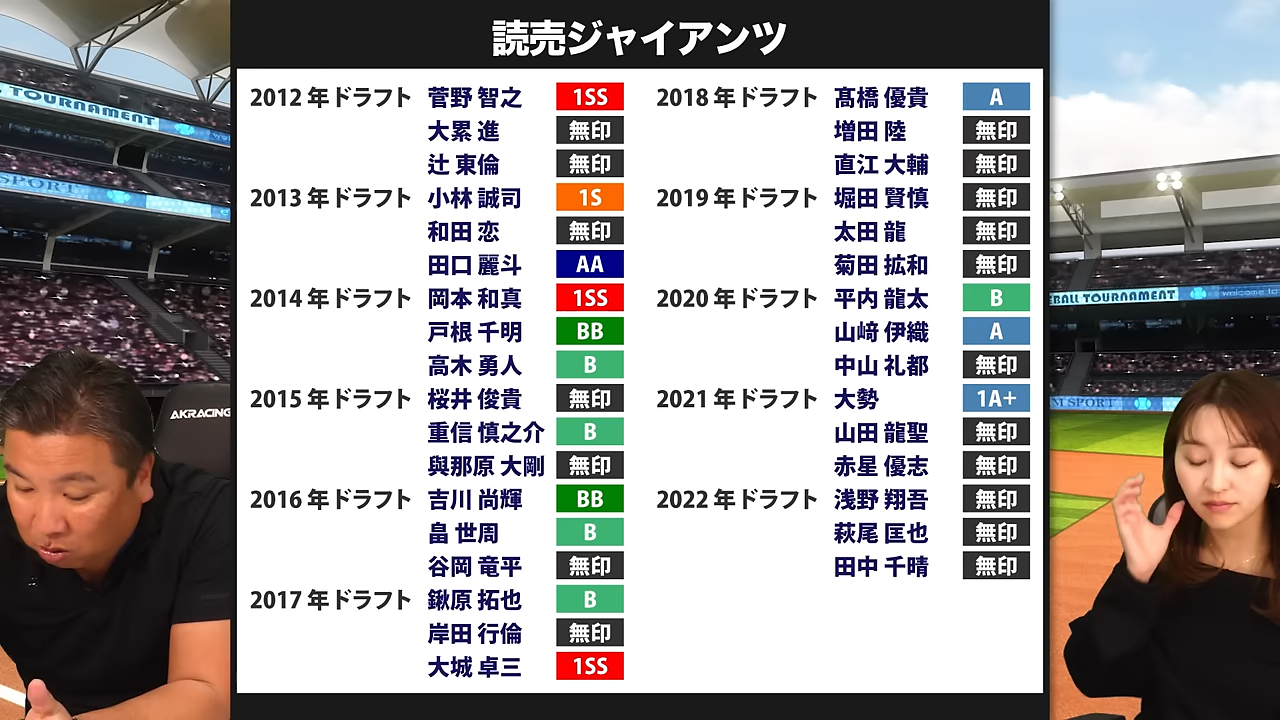 読売ジャイアンツ
2012年ドラフト 菅野 智之 1SS
大累 進 無印
辻 東倫 無印
2013年ドラフト 小林 誠司 1S
和田 恋 無印
田口 麗斗 AA
2014年ドラフト 岡本 和真 1SS
戸根 千明 BB
高木 勇人 B
2015年ドラフト 桜井 俊貴 無印
重信 慎之介 B
與那原 大剛 無印
2016年ドラフト 吉川 尚輝 BB
畠 世周 B
谷岡 竜平 無印
2017年ドラフト 鍬原 拓也 B
岸田 行倫 無印
大城 卓三 1SS
2018年ドラフト 髙橋 優貴 A
増田 陸 無印
直江 大輔 無印
2019年ドラフト 堀田 賢慎 無印
太田 龍 無印
菊田 拡和 無印
2020年ドラフト 平内 龍太 B
山﨑 伊織 A
中山 礼都 無印
2021年ドラフト 大勢 1A+
山田 龍聖 無印
赤星 優志 無印
2022年ドラフト 浅野 翔吾 無印
萩尾 匡也 無印
田中 千晴 無印
TOURNAMENT
SPORT
AKRACING
BALL TOURNAMENT
welcome to
M SPORT